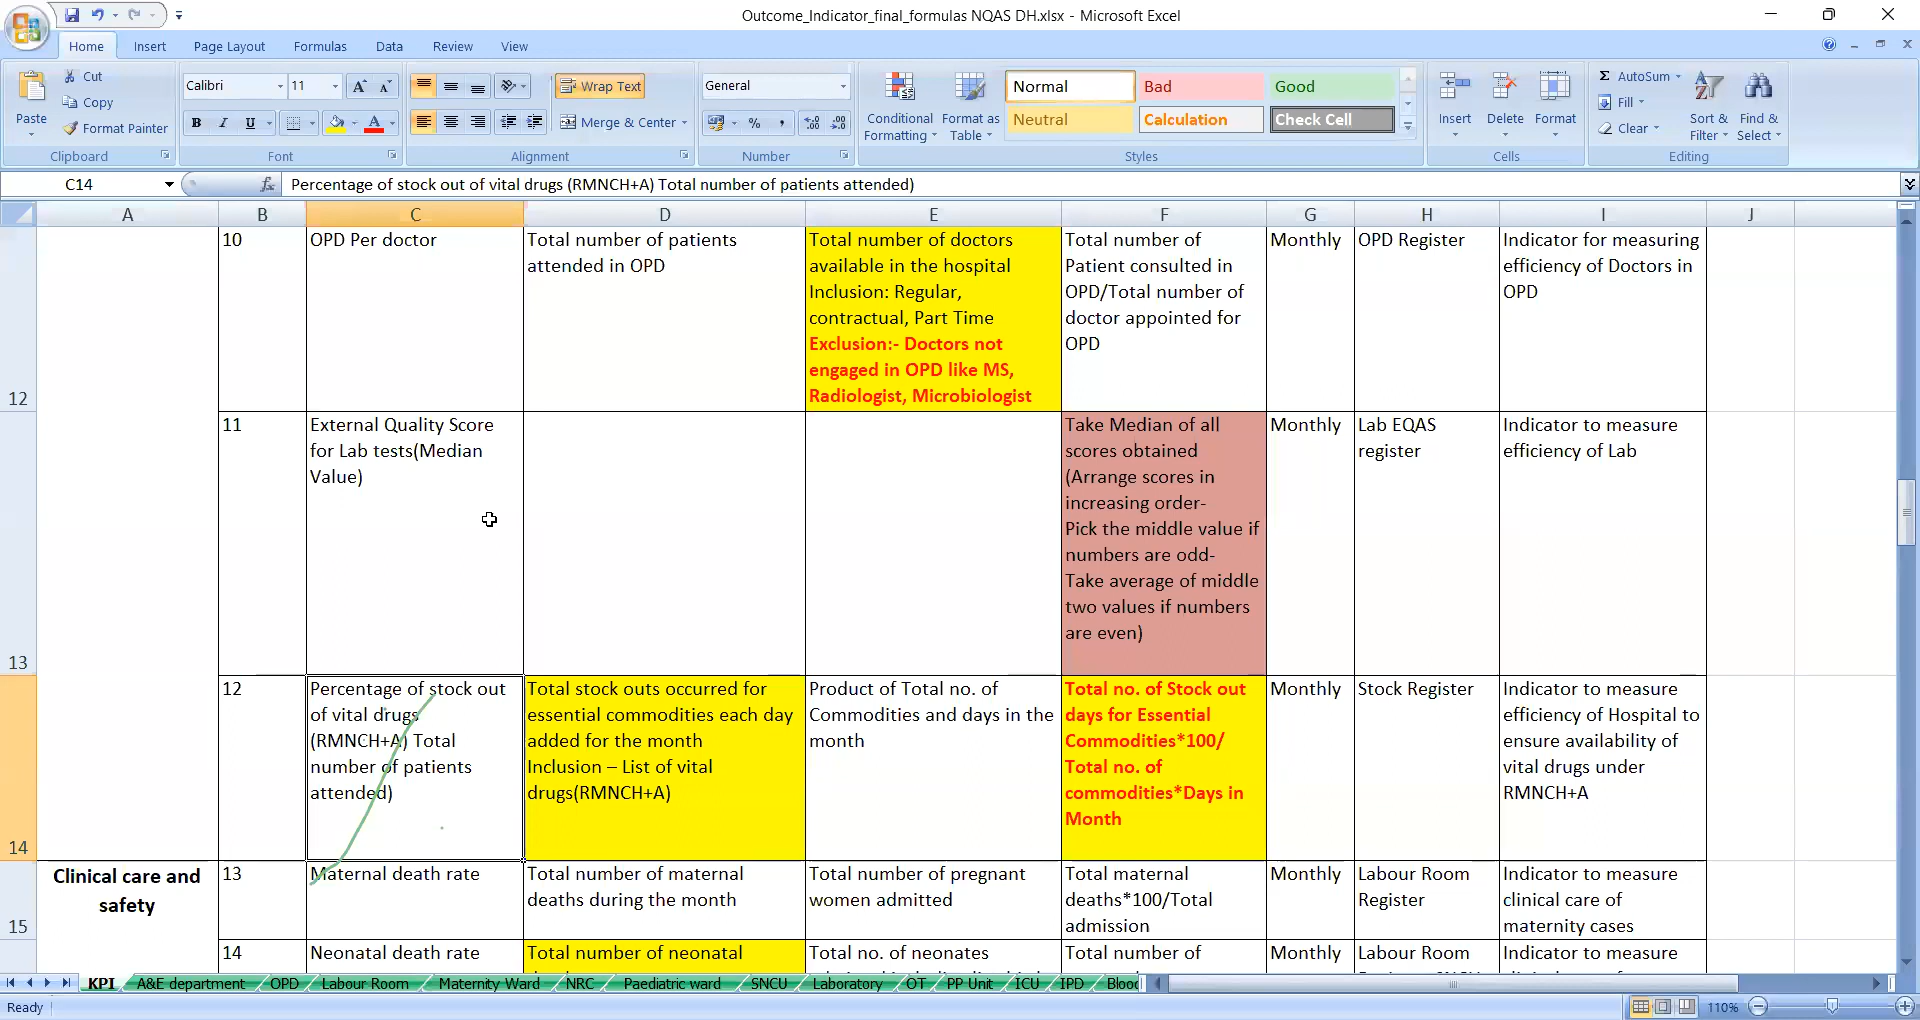 Outcome_Indicator_final_formulas NQAS DH.xlsx - Microsoft Excel
Home Insert Page Layout Formulas Data Review View
Paste
Cut
Copy
Format Painter
Clipboard
Calibri 11
B I U
Font
Wrap Text
Merge & Center
Alignment
General
%
Number
Conditional Formatting
Format as Table
Normal Bad Good
Neutral Calculation Check Cell
Styles
Insert Delete Format
Cells
AutoSum
Fill
Clear
Sort & Filter
Find & Select
Editing
C14 fx Percentage of stock out of vital drugs (RMNCH+A) Total number of patients attended)
A B C D E F G H I J
12
10
OPD Per doctor
Total number of patients
attended in OPD
Total number of doctors
available in the hospital
Inclusion: Regular,
contractual, Part Time
Exclusion:- Doctors not
engaged in OPD like MS,
Radiologist, Microbiologist
Total number of
Patient consulted in
OPD/Total number of
doctor appointed for
OPD
Monthly
OPD Register
Indicator for measuring
efficiency of Doctors in
OPD
13
11
External Quality Score
for Lab tests(Median
Value)
Take Median of all
scores obtained
(Arrange scores in
increasing order-
Pick the middle value if
numbers are odd-
Take average of middle
two values if numbers
are even)
Monthly
Lab EQAS
register
Indicator to measure
efficiency of Lab
14
12
Percentage of stock out
of vital drugs
(RMNCH+A) Total
number of patients
attended)
Total stock outs occurred for
essential commodities each day
added for the month
Inclusion – List of vital
drugs(RMNCH+A)
Product of Total no. of
Commodities and days in the
month
Total no. of Stock out
days for Essential
Commodities*100/
Total no. of
commodities*Days in
Month
Monthly
Stock Register
Indicator to measure
efficiency of Hospital to
ensure availability of
vital drugs under
RMNCH+A
15
Clinical care and
safety
13
Maternal death rate
Total number of maternal
deaths during the month
Total number of pregnant
women admitted
Total maternal
deaths*100/Total
admission
Monthly
Labour Room
Register
Indicator to measure
clinical care of
maternity cases
14
Neonatal death rate
Total number of neonatal
Total no. of neonates
Total number of
Monthly
Labour Room
Indicator to measure
KPI A&E department OPD Labour Room Maternity Ward NRC Paediatric ward SNCU Laboratory OT PP Unit ICU IPD Blood
Ready 110%